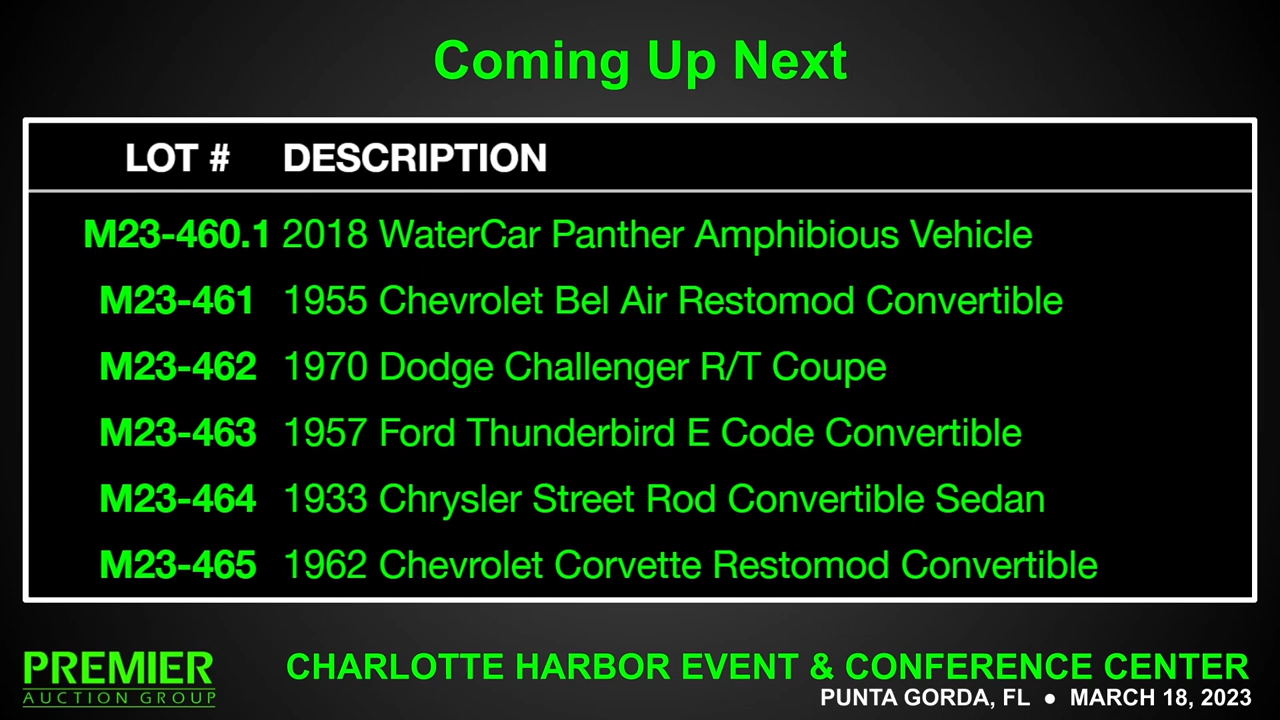 Coming Up Next
LOT # DESCRIPTION
M23-460.1 2018 WaterCar Panther Amphibious Vehicle
M23-461 1955 Chevrolet Bel Air Restomod Convertible
M23-462 1970 Dodge Challenger R/T Coupe
M23-463 1957 Ford Thunderbird E Code Convertible
M23-464 1933 Chrysler Street Rod Convertible Sedan
M23-465 1962 Chevrolet Corvette Restomod Convertible
PREMIER
AUCTION GROUP
CHARLOTTE HARBOR EVENT & CONFERENCE CENTER
PUNTA GORDA, FL ● MARCH 18, 2023